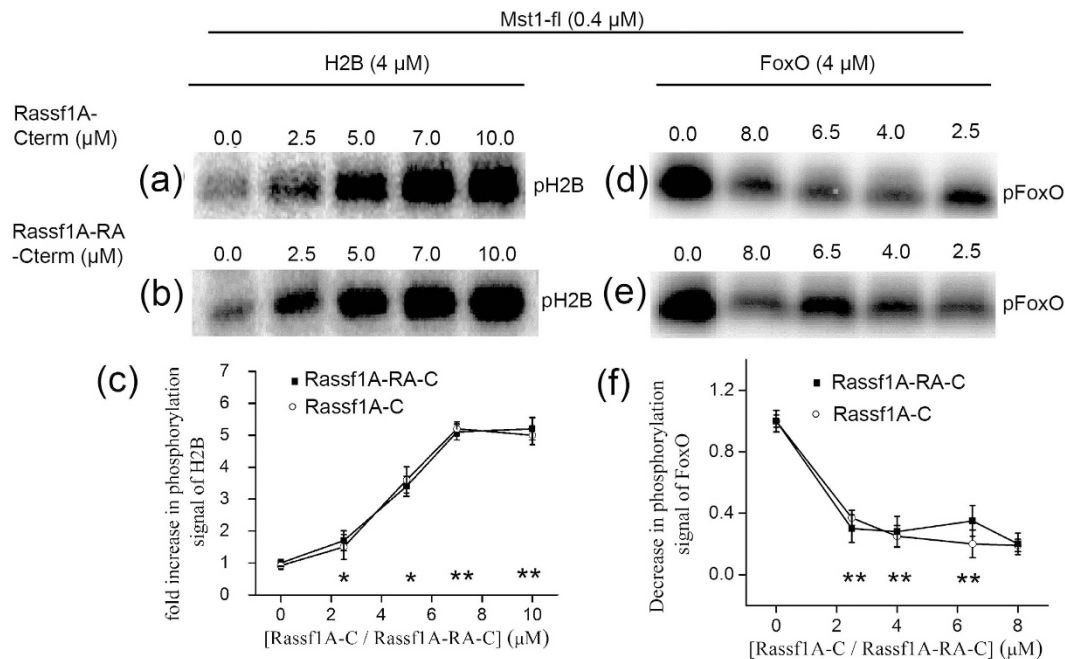 Mst1-fl (0.4 µM)
H2B (4 µM) FoxO (4 µM)
Rassf1A-
Cterm (µM)
0.0 2.5 5.0 7.0 10.0 0.0 8.0 6.5 4.0 2.5
(a) pH2B (d) pFoxO
Rassf1A-RA
-Cterm (µM)
0.0 2.5 5.0 7.0 10.0 0.0 8.0 6.5 4.0 2.5
(b) pH2B (e) pFoxO
(c)
fold increase in phosphorylation
signal of H2B
7
6
5
4
3
2
1
0
Rassf1A-RA-C
Rassf1A-C
* * ** **
0 2 4 6 8 10
[Rassf1A-C / Rassf1A-RA-C] (µM)
(f)
Decrease in phosphorylation
signal of FoxO
1.2
0.8
0.4
0.0
Rassf1A-RA-C
Rassf1A-C
** ** **
0 2 4 6 8
[Rassf1A-C / Rassf1A-RA-C] (µM)